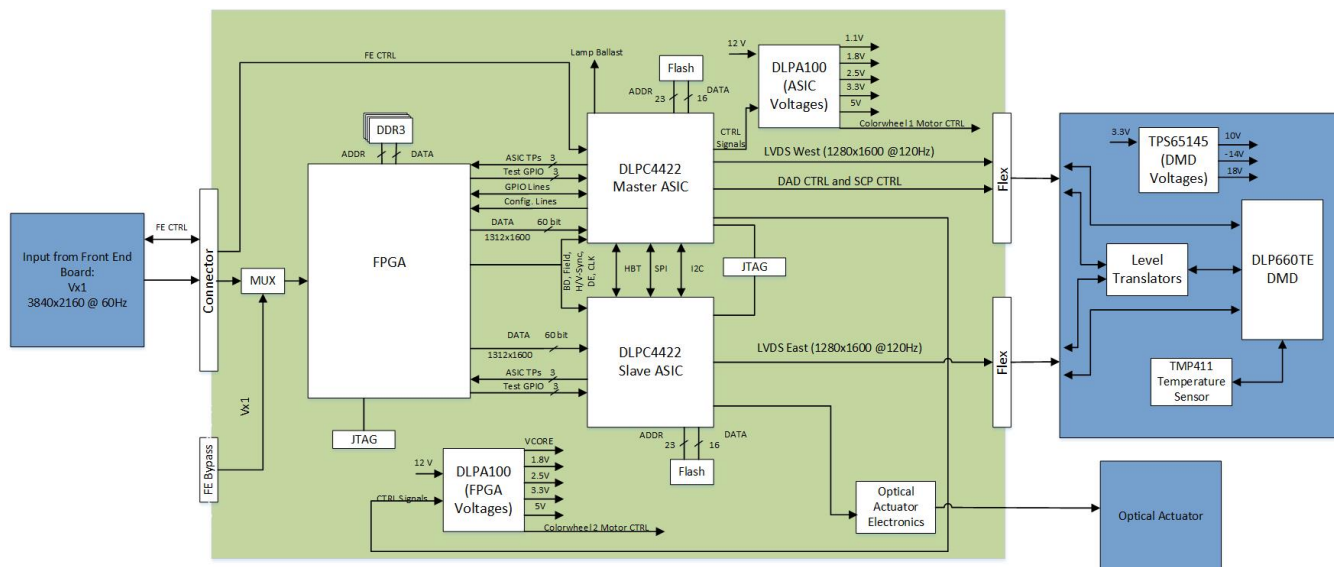 FE CTRL
Lamp Ballast
Flash
ADDR
23
16
DATA
12 V
DLPA100
(ASIC
Voltages)
1.1V
1.8V
2.5V
3.3V
5V
Colorwheel 1 Motor CTRL
CTRL
Signals
DDR3
ADDR
DATA
FPGA
ASIC TPs
3
Test GPIO
3
GPIO Lines
Config. Lines
DATA
60 bit
1312x1600
DLPC4422
Master ASIC
LVDS West (1280x1600 @120Hz)
DAD CTRL and SCP CTRL
Flex
3.3V
TPS65145
(DMD
Voltages)
10V
-14V
18V
Input from Front End
Board:
Vx1
3840x2160 @ 60Hz
FE CTRL
Connector
MUX
BD, Field,
H/V-Sync,
DE, CLK
HBT
SPI
I2C
JTAG
Level
Translators
DLP660TE
DMD
DATA
60 bit
1312x1600
ASIC TPs
3
Test GPIO
3
DLPC4422
Slave ASIC
LVDS East (1280x1600 @120Hz)
Flex
TMP411
Temperature
Sensor
Vx1
FE Bypass
JTAG
ADDR
23
16
DATA
Flash
12 V
CTRL Signals
DLPA100
(FPGA
Voltages)
VCORE
1.8V
2.5V
3.3V
5V
Colorwheel 2 Motor CTRL
Optical
Actuator
Electronics
Optical Actuator